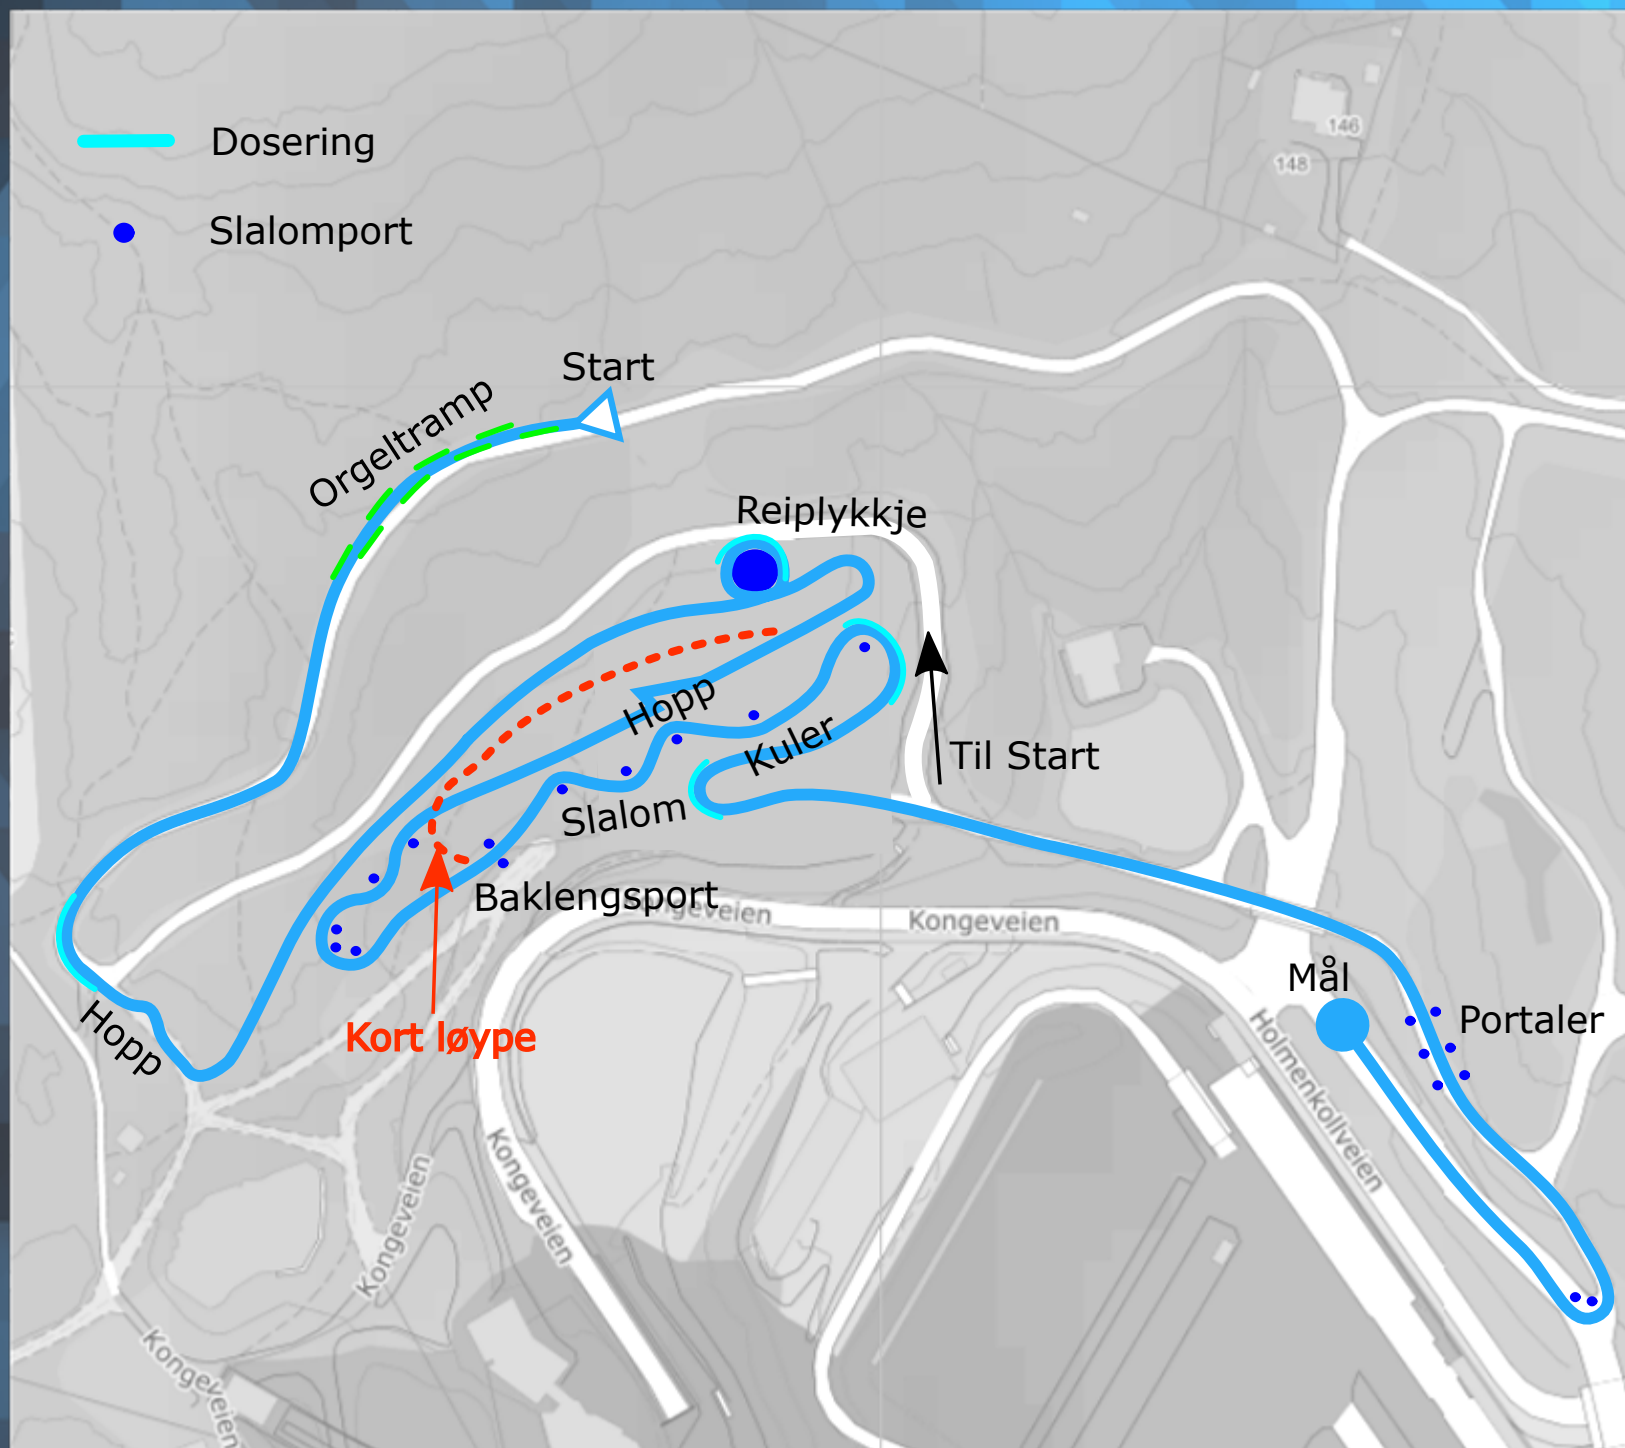 Dosering
Slalomport
146
148
Start
Orgeltramp
Reiplykkje
Hopp
Kuler
Til Start
Slalom
Baklengsport
Kongeveien
Kongeveien
Mål
Portaler
Hopp
Kort løype
Holmenkollveien
Kongeveien
Kongeveien
Kongeveien